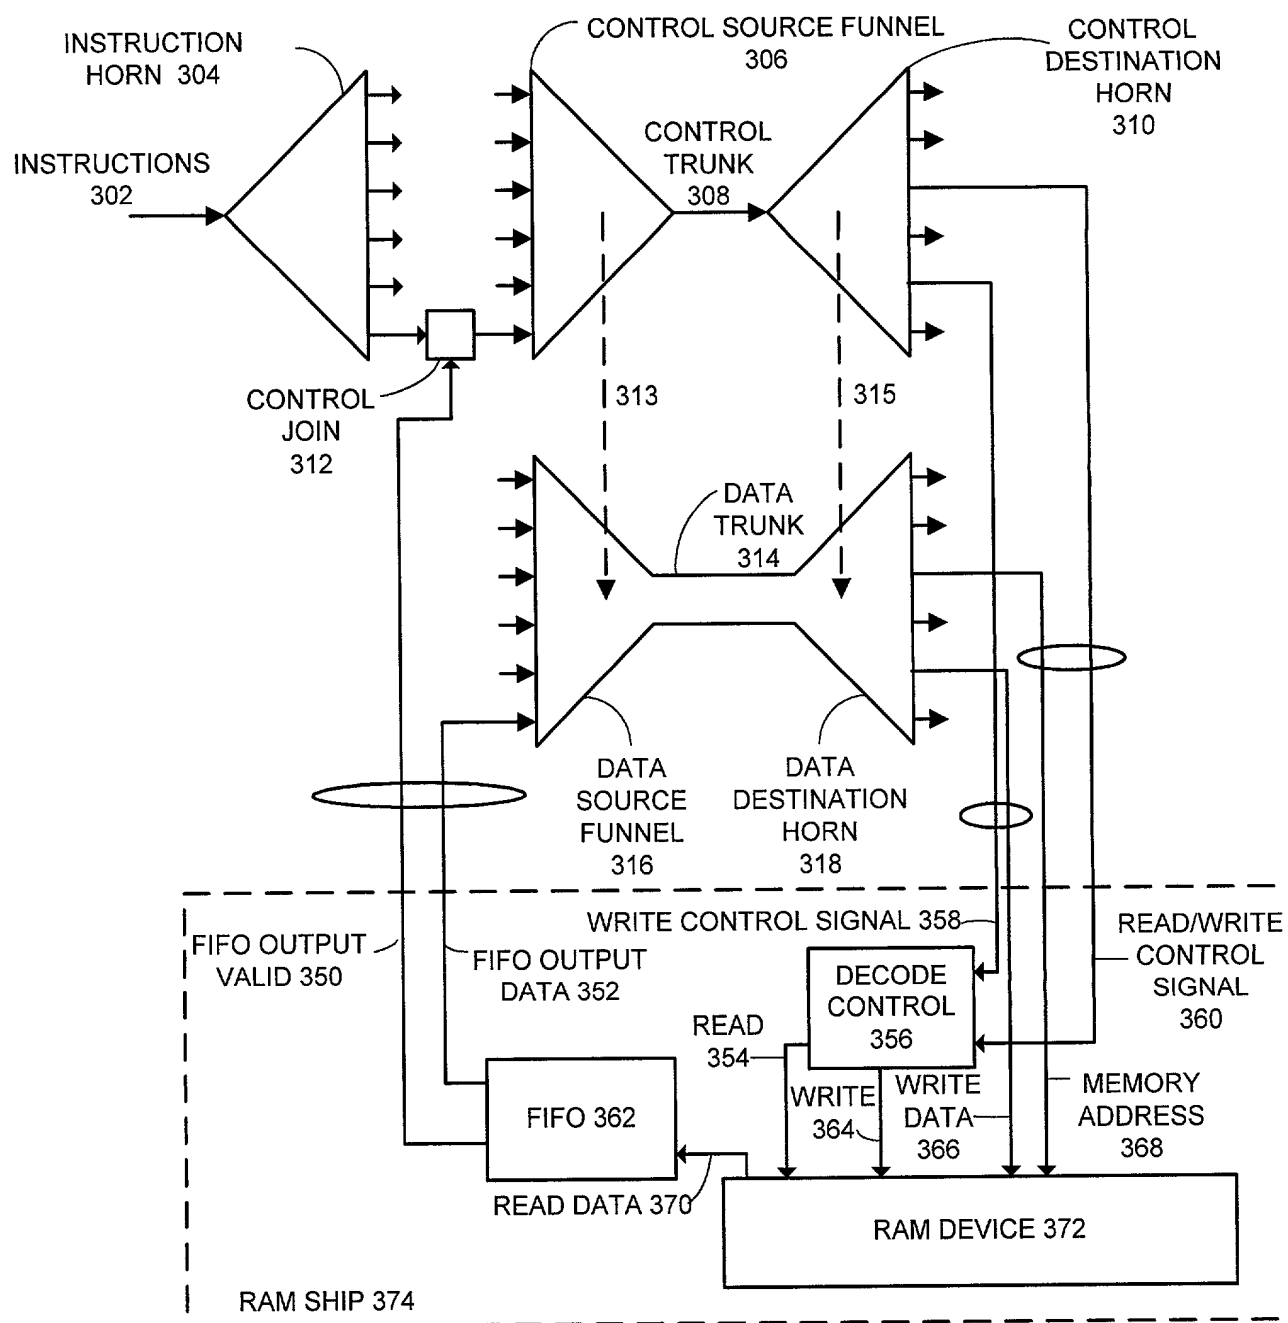 INSTRUCTION
HORN 304
CONTROL SOURCE FUNNEL
306
CONTROL
DESTINATION
HORN
310
INSTRUCTIONS
302
CONTROL
TRUNK
308
CONTROL
JOIN
312
313
315
DATA
TRUNK
314
DATA
SOURCE
FUNNEL
316
DATA
DESTINATION
HORN
318
FIFO OUTPUT
VALID 350
FIFO OUTPUT
DATA 352
WRITE CONTROL SIGNAL 358
READ/WRITE
CONTROL
SIGNAL
360
DECODE
CONTROL
356
READ
354
WRITE
364
WRITE
DATA
366
MEMORY
ADDRESS
368
FIFO 362
READ DATA 370
RAM DEVICE 372
RAM SHIP 374